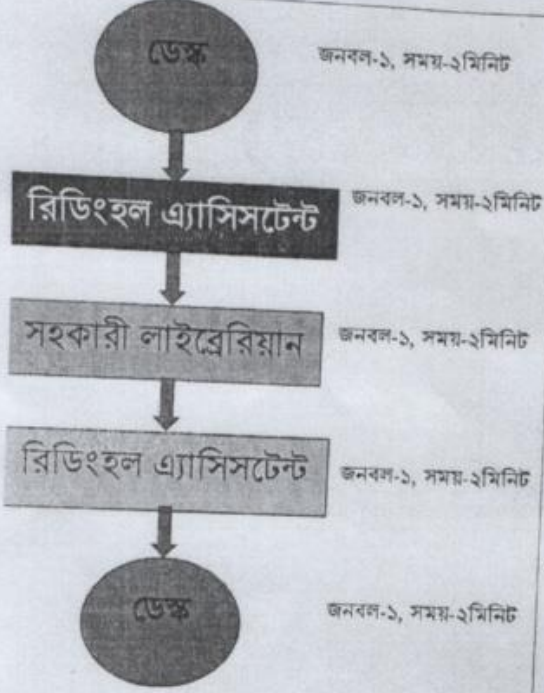 ডেস্ক
জনবল-১, সময়-২মিনিট
রিডিংহল এ্যাসিসটেন্ট
জনবল-১, সময়-২মিনিট
সহকারী লাইব্রেরিয়ান
জনবল-১, সময়-২মিনিট
রিডিংহল এ্যাসিসটেন্ট
জনবল-১, সময়-২মিনিট
ডেস্ক
জনবল-১, সময়-২মিনিট